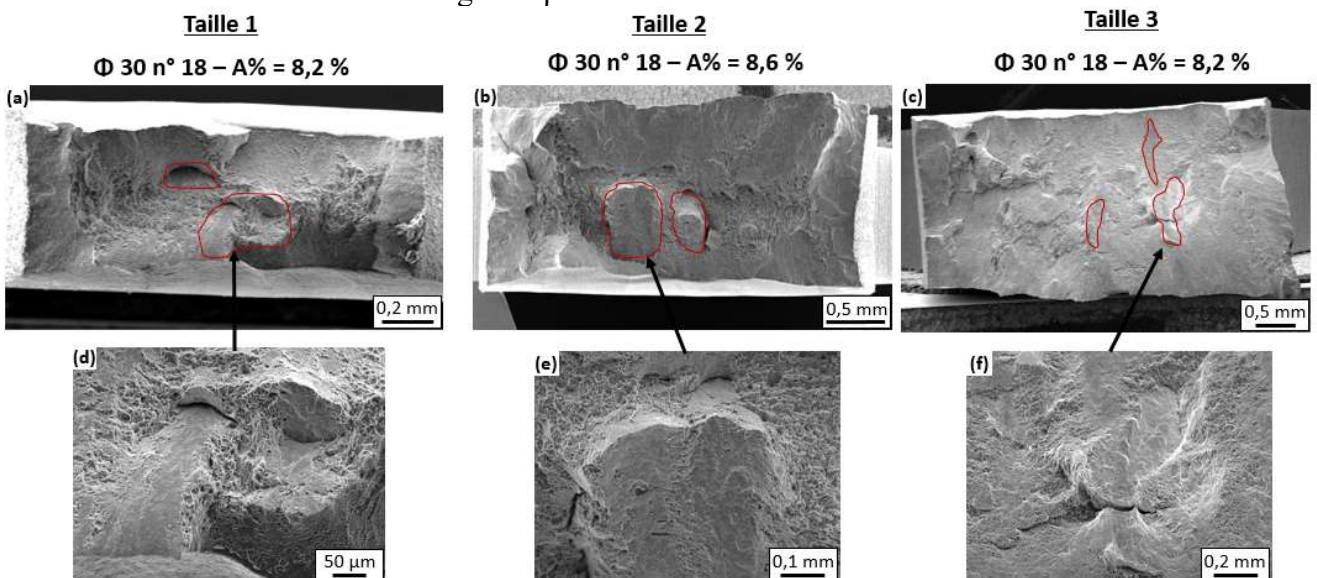 Taille 1
Φ 30 n° 18 – A% = 8,2 %
Taille 2
Φ 30 n° 18 – A% = 8,6 %
Taille 3
Φ 30 n° 18 – A% = 8,2 %
(a)
0,2 mm
(b)
0,5 mm
(c)
0,5 mm
(d)
50 µm
(e)
0,1 mm
(f)
0,2 mm